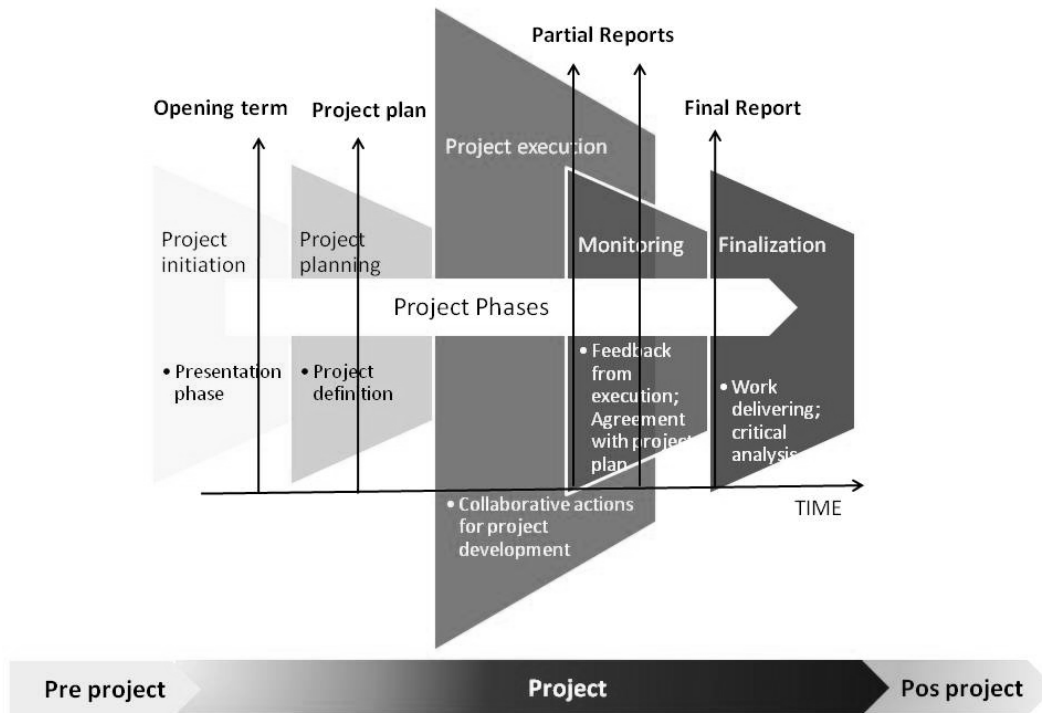 Partial Reports
Opening term
Project plan
Final Report
Project execution
Project
initiation
Project
planning
Monitoring
Finalization
Project Phases
• Presentation
phase
• Project
definition
• Feedback
from
execution;
Agreement
with project
plan
• Work
delivering;
critical
analysis
• Collaborative actions
for project
development
TIME
Pre project
Project
Pos project